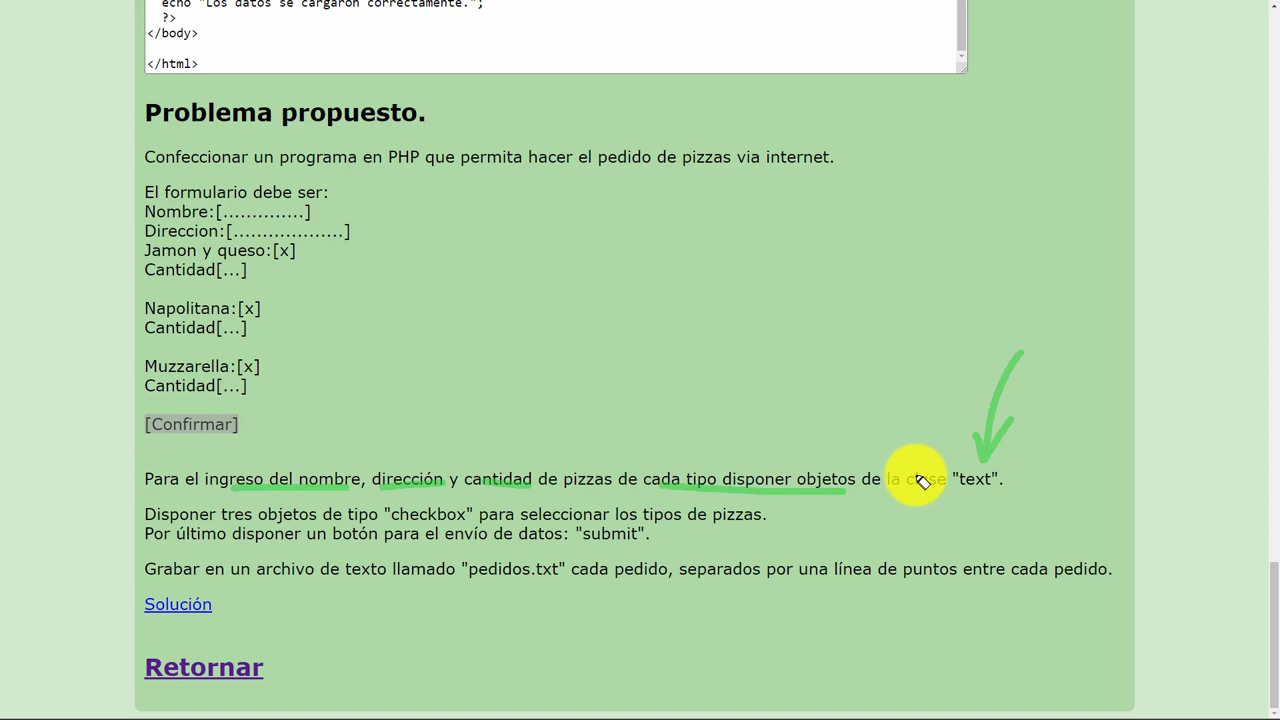 echo "Los datos se cargaron correctamente.";
?>
</body>
</html>
Problema propuesto.
Confeccionar un programa en PHP que permita hacer el pedido de pizzas via internet.
El formulario debe ser:
Nombre:[..............]
Direccion:[...................]
Jamon y queso:[x]
Cantidad[...]
Napolitana:[x]
Cantidad[...]
Muzzarella:[x]
Cantidad[...]
[Confirmar]
Para el ingreso del nombre, dirección y cantidad de pizzas de cada tipo disponer objetos de la clase "text".
Disponer tres objetos de tipo "checkbox" para seleccionar los tipos de pizzas.
Por último disponer un botón para el envío de datos: "submit".
Grabar en un archivo de texto llamado "pedidos.txt" cada pedido, separados por una línea de puntos entre cada pedido.
Solución
Retornar